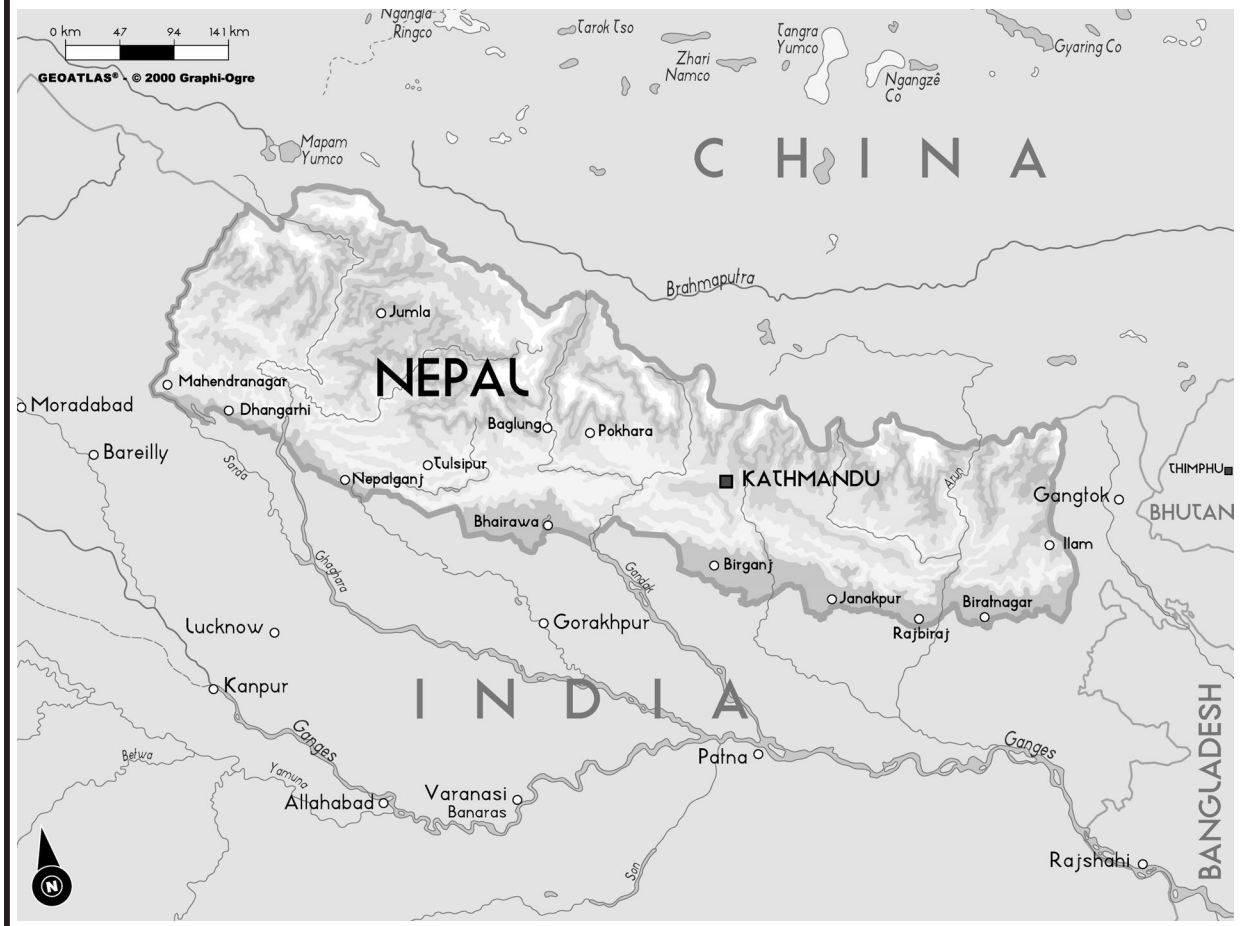 Ngangla
Ringco
Tarok Tso
Tangra
Yumco
Gyaring Co
0 km 47 94 141 km
Zhari
Namco
Ngangzê
Co
GEOATLAS® - © 2000 Graphi-Ogre
Mapam
Yumco
CHINA
Brahmaputra
Jumla
NEPAL
Mahendranagar
Moradabad
Dhangarhi
Baglung
Pokhara
Bareilly
Sarda
Tulsipur
Nepalganj
KATHMANDU
Arun
THIMPHU
Gangtok
BHUTAN
Bhairawa
Ilam
Ghaghara
Gandak
Birganj
Janakpur
Biratnagar
Rajbiraj
Lucknow
Gorakhpur
Kanpur
INDIA
Ganges
Patna
Ganges
BANGLADESH
Betwa
Yamuna
Allahabad
Varanasi
Banaras
Son
Rajshahi
N